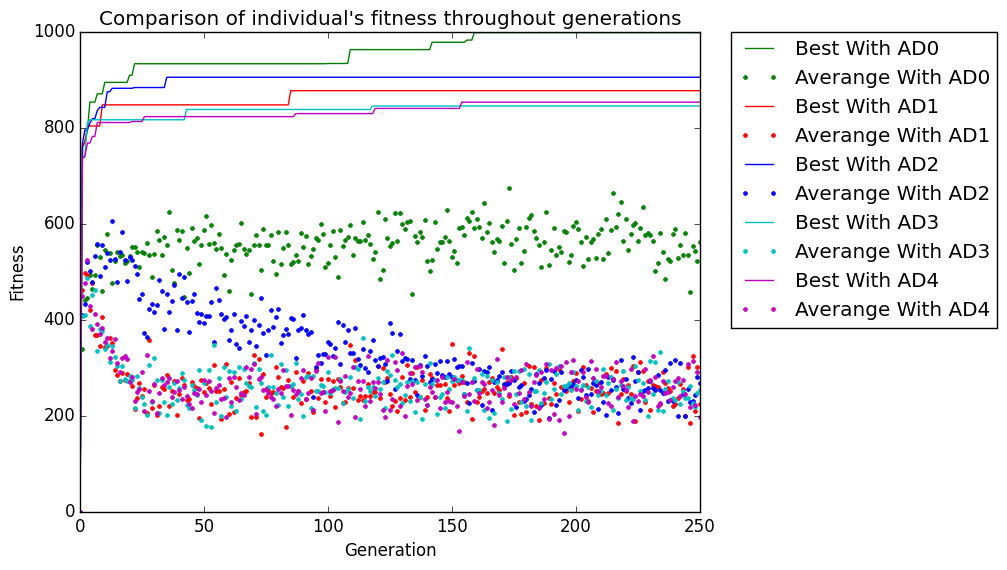 Comparison of individual's fitness throughout generations
1000
800
600
400
200
0
Fitness
0 50 100 150 200 250
Generation
Best With AD0
Averange With AD0
Best With AD1
Averange With AD1
Best With AD2
Averange With AD2
Best With AD3
Averange With AD3
Best With AD4
Averange With AD4